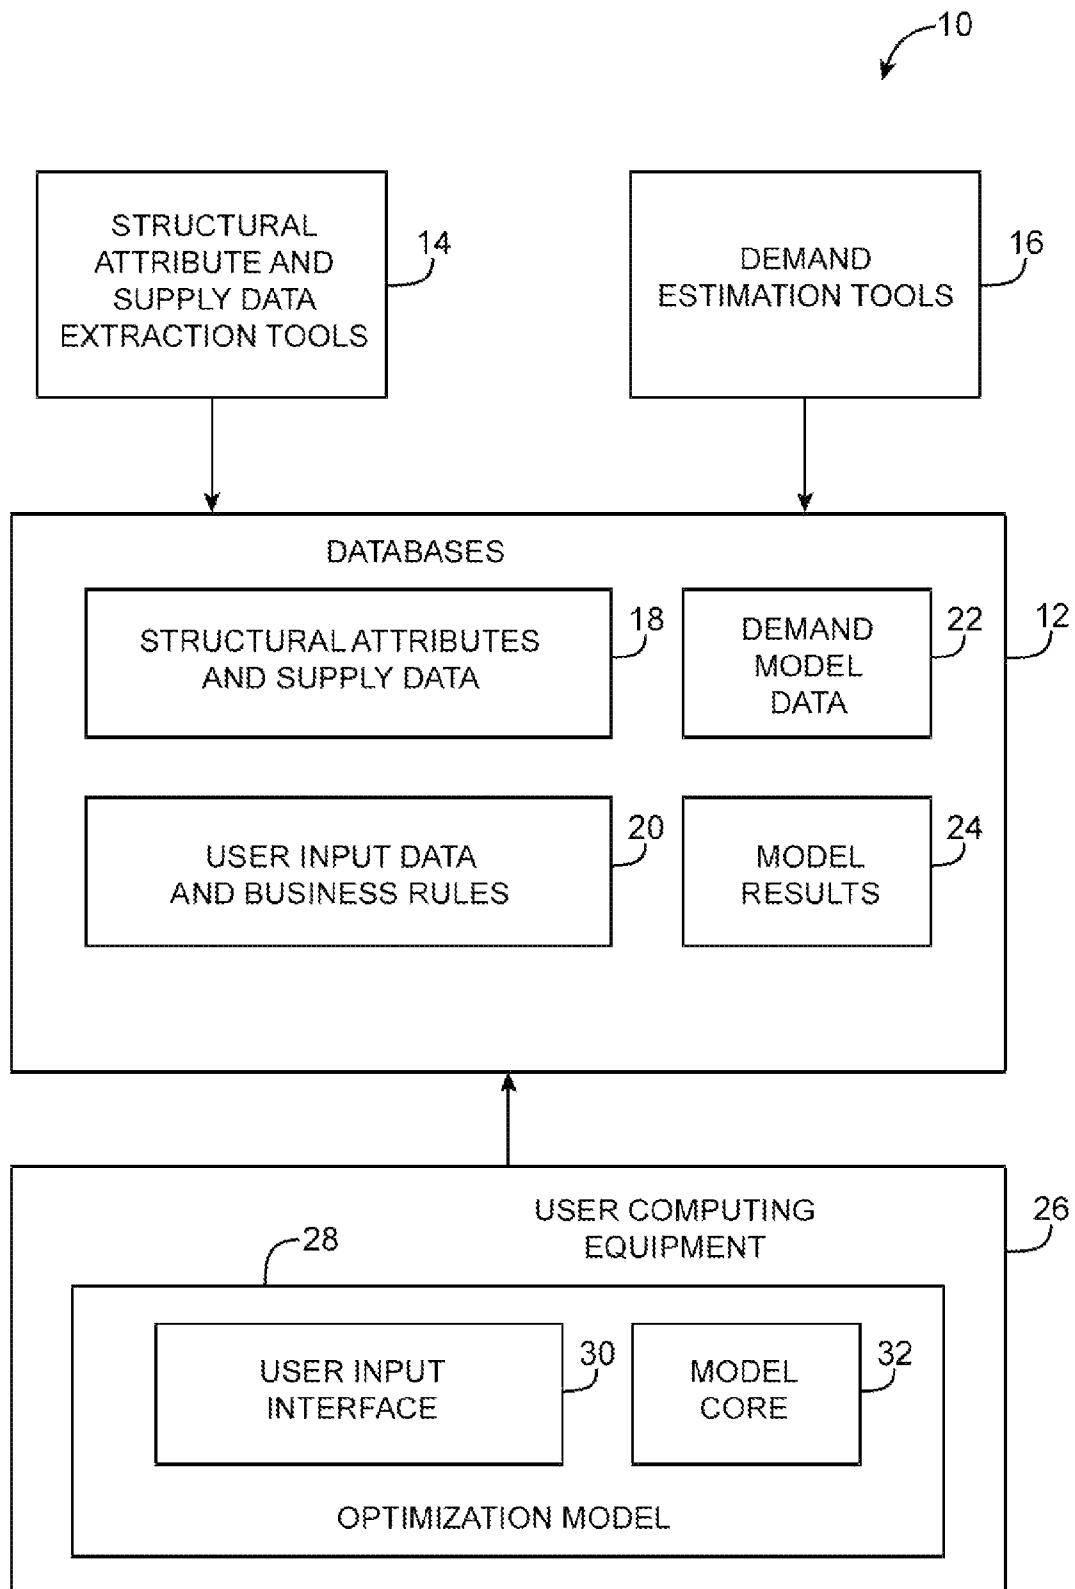 10
STRUCTURAL
ATTRIBUTE AND
SUPPLY DATA
EXTRACTION TOOLS
14
DEMAND
ESTIMATION TOOLS
16
DATABASES
12
STRUCTURAL ATTRIBUTES
AND SUPPLY DATA
18
DEMAND
MODEL
DATA
22
USER INPUT DATA
AND BUSINESS RULES
20
MODEL
RESULTS
24
USER COMPUTING
EQUIPMENT
26
28
USER INPUT
INTERFACE
30
MODEL
CORE
32
OPTIMIZATION MODEL